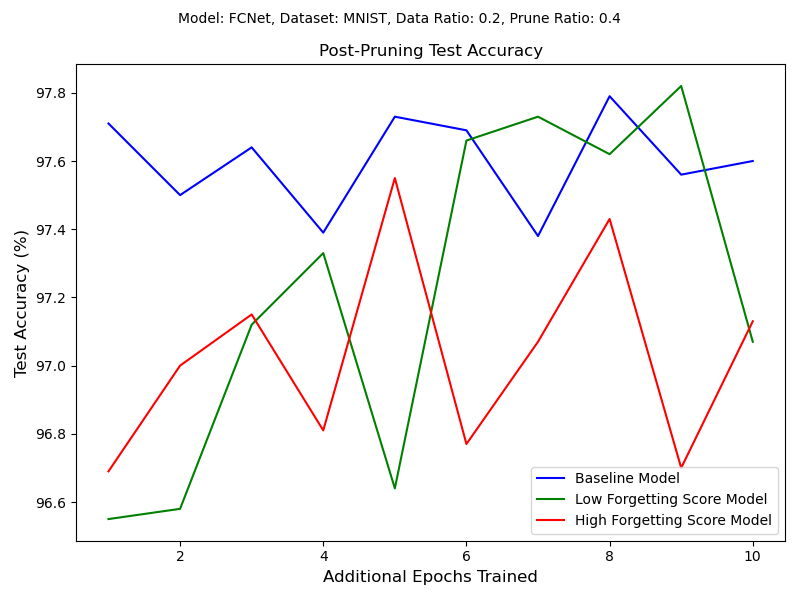 Model: FCNet, Dataset: MNIST, Data Ratio: 0.2, Prune Ratio: 0.4
Post-Pruning Test Accuracy
Test Accuracy (%)
97.8
97.6
97.4
97.2
97.0
96.8
96.6
Baseline Model
Low Forgetting Score Model
High Forgetting Score Model
2 4 6 8 10
Additional Epochs Trained